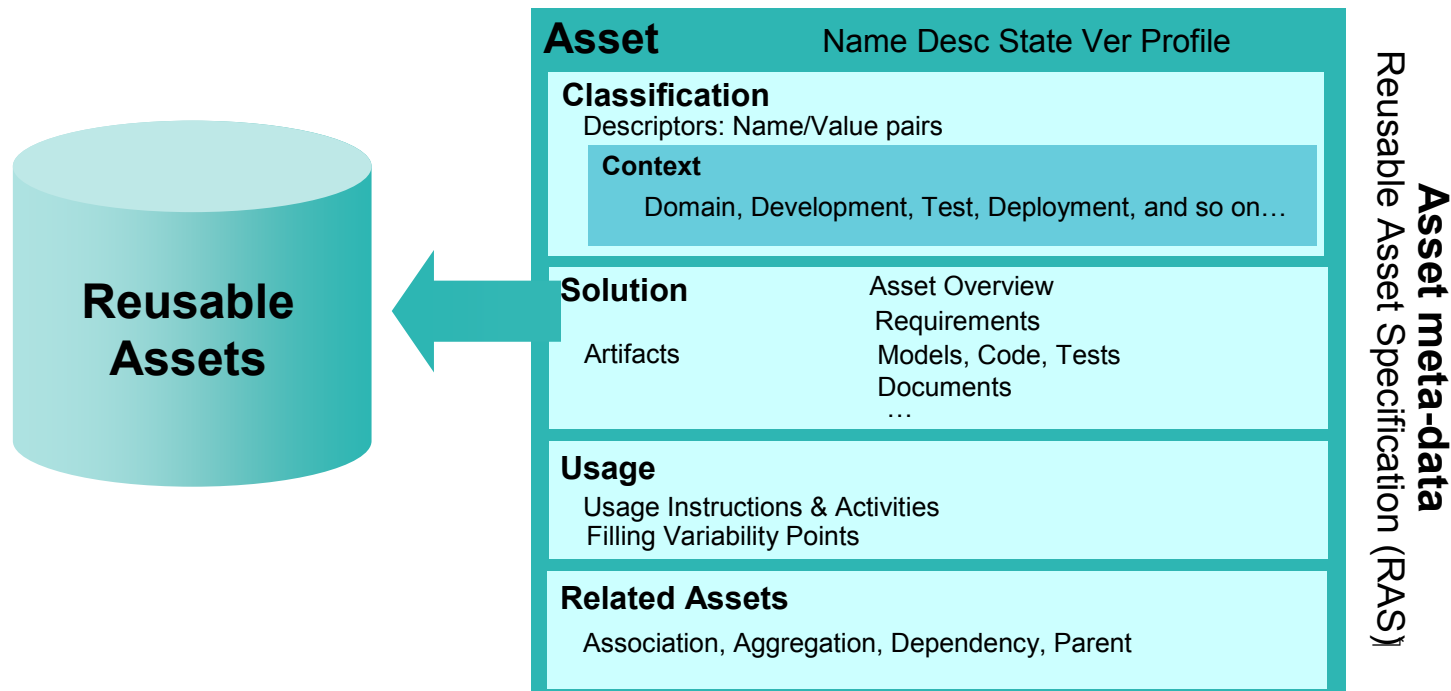 Asset
Name Desc State Ver Profile
Classification
Descriptors: Name/Value pairs
Context
Domain, Development, Test, Deployment, and so on…
Reusable
Assets
Solution
Artifacts
Asset Overview
Requirements
Models, Code, Tests
Documents
…
Usage
Usage Instructions & Activities
Filling Variability Points
Related Assets
Association, Aggregation, Dependency, Parent
Asset meta-data
Reusable Asset Specification (RAS)